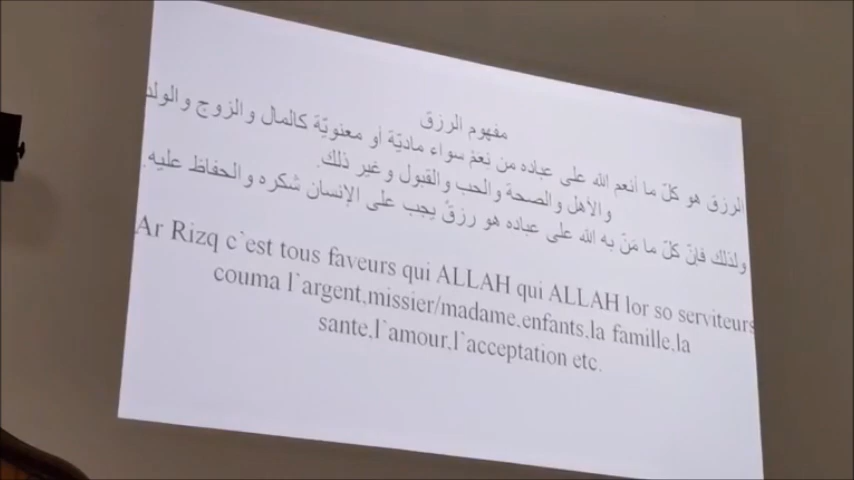 مفهوم الرزق
الرزق هو كلّ ما أنعم الله على عباده من نِعَمْ سواء ماديّة أو معنويّة كالمال والزوج والولد
والأهل والصحة والحب والقبول وغير ذلك.
ولذلك فإنّ كلّ ما مَنّ به الله على عباده هو رزقٌ يجب على الإنسان شكره والحفاظ عليه.
Ar Rizq c`est tous faveurs qui ALLAH qui ALLAH lor so serviteurs
couma l`argent,missier/madame,enfants,la famille,la
sante,l`amour,l`acceptation etc.